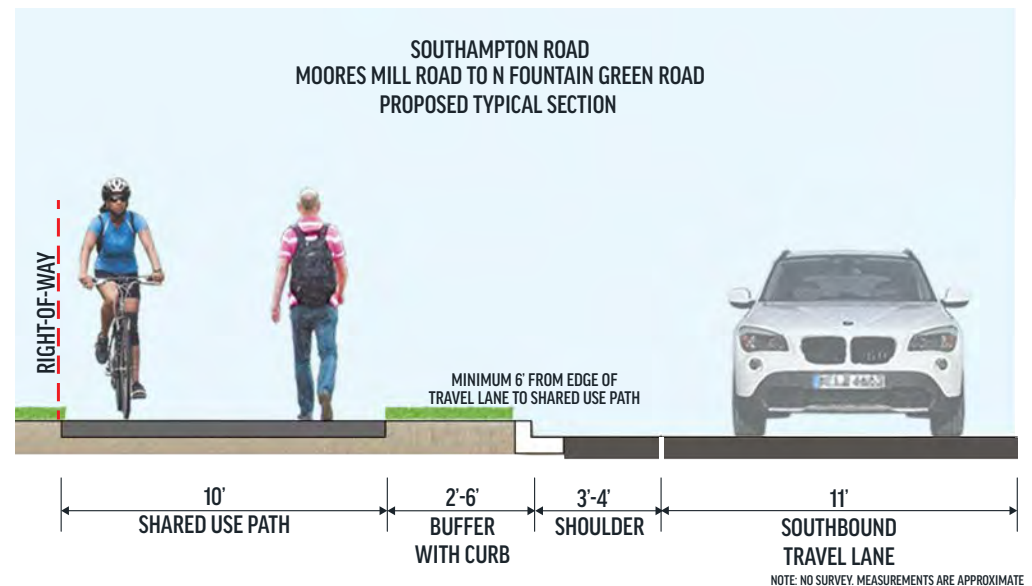 SOUTHAMPTON ROAD
MOORES MILL ROAD TO N FOUNTAIN GREEN ROAD
PROPOSED TYPICAL SECTION
RIGHT-OF-WAY
MINIMUM 6' FROM EDGE OF
TRAVEL LANE TO SHARED USE PATH
10'
SHARED USE PATH
2'-6'
BUFFER
WITH CURB
3'-4'
SHOULDER
11'
SOUTHBOUND
TRAVEL LANE
NOTE: NO SURVEY. MEASUREMENTS ARE APPROXIMATE